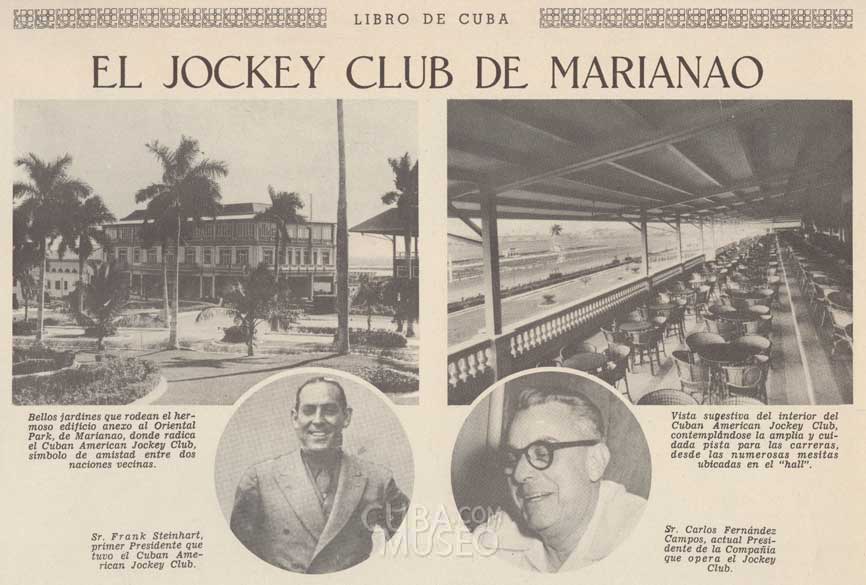 LIBRO DE CUBA
EL JOCKEY CLUB DE MARIANAO
Bellos jardines que rodean el her-
moso edificio anexo al Oriental
Park, de Marianao, donde radica
el Cuban American Jockey Club,
símbolo de amistad entre dos
naciones vecinas.
Vista sugestiva del interior del
Cuban American Jockey Club,
contemplándose la amplia y cui-
dada pista para las carreras,
desde las numerosas mesitas
ubicadas en el "hall".
Sr. Frank Steinhart,
primer Presidente que
tuvo el Cuban Ame-
rican Jockey Club.
Sr. Carlos Fernández
Campos, actual Presi-
dente de la Compañía
que opera el Jockey
Club.
CUBA.COM
MUSEO